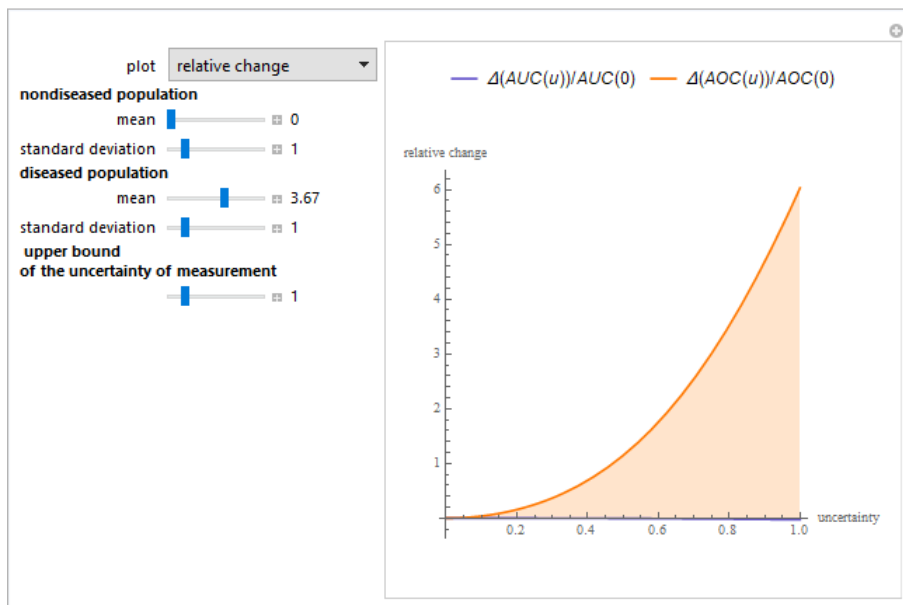 plot relative change
nondiseased population
mean 0
standard deviation 1
diseased population
mean 3.67
standard deviation 1
upper bound
of the uncertainty of measurement
1
Δ(AUC(u))/AUC(0) Δ(AOC(u))/AOC(0)
relative change
6
5
4
3
2
1
0.2 0.4 0.6 0.8 1.0
uncertainty